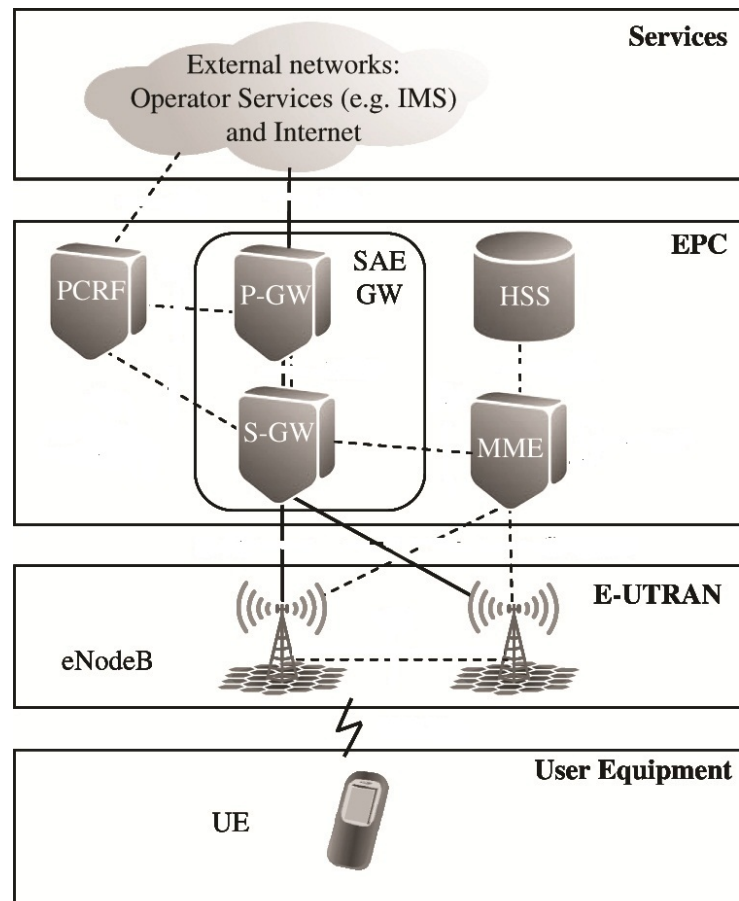 Services
External networks:
Operator Services (e.g. IMS)
and Internet
EPC
SAE
GW
PCRF
P-GW
HSS
S-GW
MME
E-UTRAN
eNodeB
User Equipment
UE